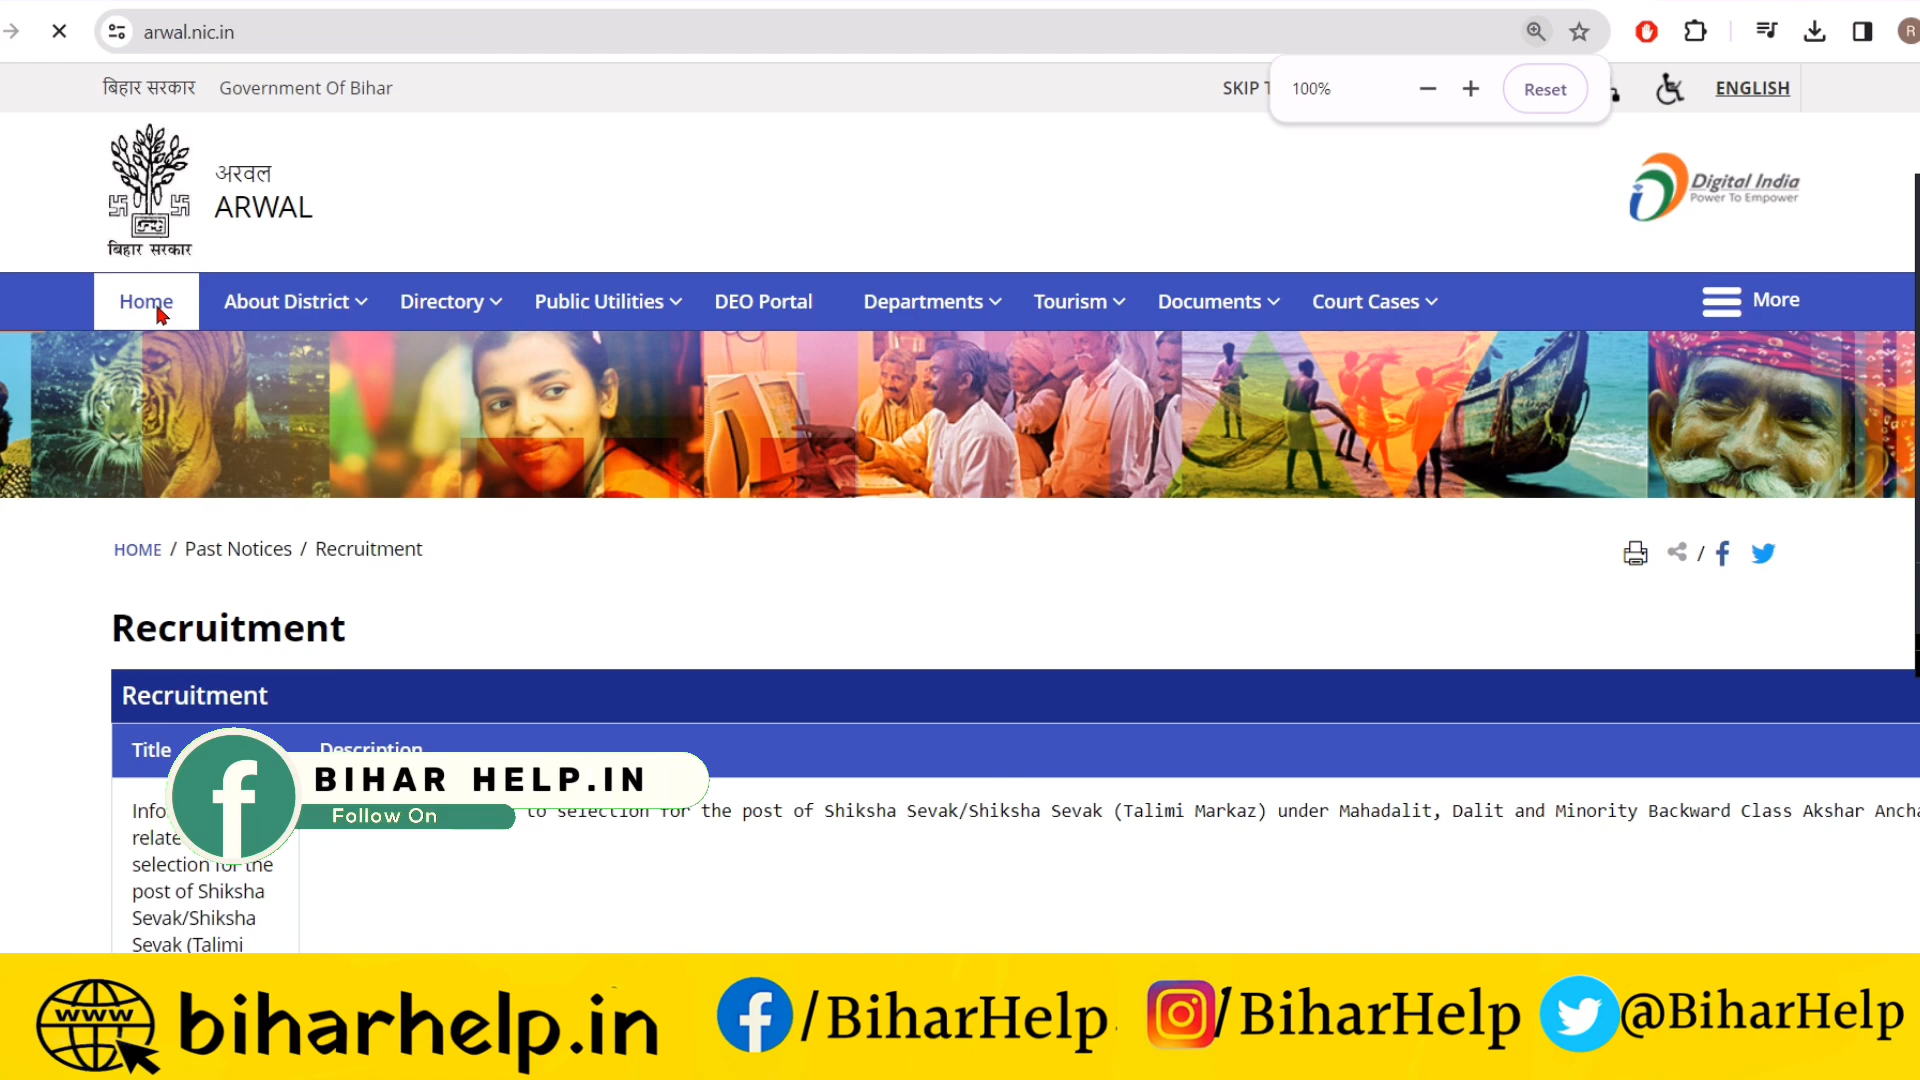 arwal.nic.in
R
बिहार सरकार Government Of Bihar
SKIP
100% Reset
ENGLISH
अरवल
ARWAL
बिहार सरकार
Digital India
Power To Empower
Home About District Directory Public Utilities DEO Portal Departments Tourism Documents Court Cases More
HOME / Past Notices / Recruitment
Recruitment
Recruitment
Title Description
BIHAR HELP.IN
Follow On
to selection for the post of Shiksha Sevak/Shiksha Sevak (Talimi Markaz) under Mahadalit, Dalit and Minority Backward Class Akshar Ancha
selection for the
post of Shiksha
Sevak/Shiksha
Sevak (Talimi
www biharhelp.in /BiharHelp /BiharHelp @BiharHelp